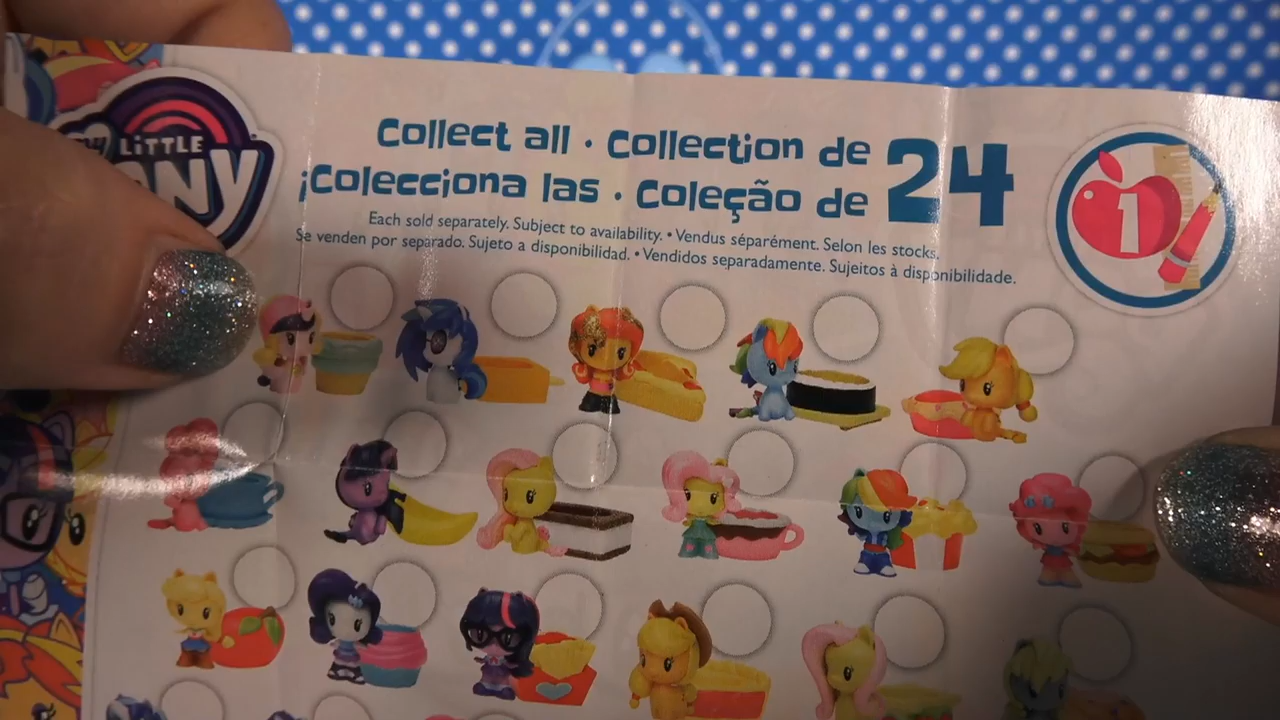 LITTLE
PONY
Collect all · Collection de 24
¡Colecciona las · Coleção de
Each sold separately. Subject to availability. • Vendus séparément. Selon les stocks.
Se venden por separado. Sujeto a disponibilidad. • Vendidos separadamente. Sujeitos à disponibilidade.
1